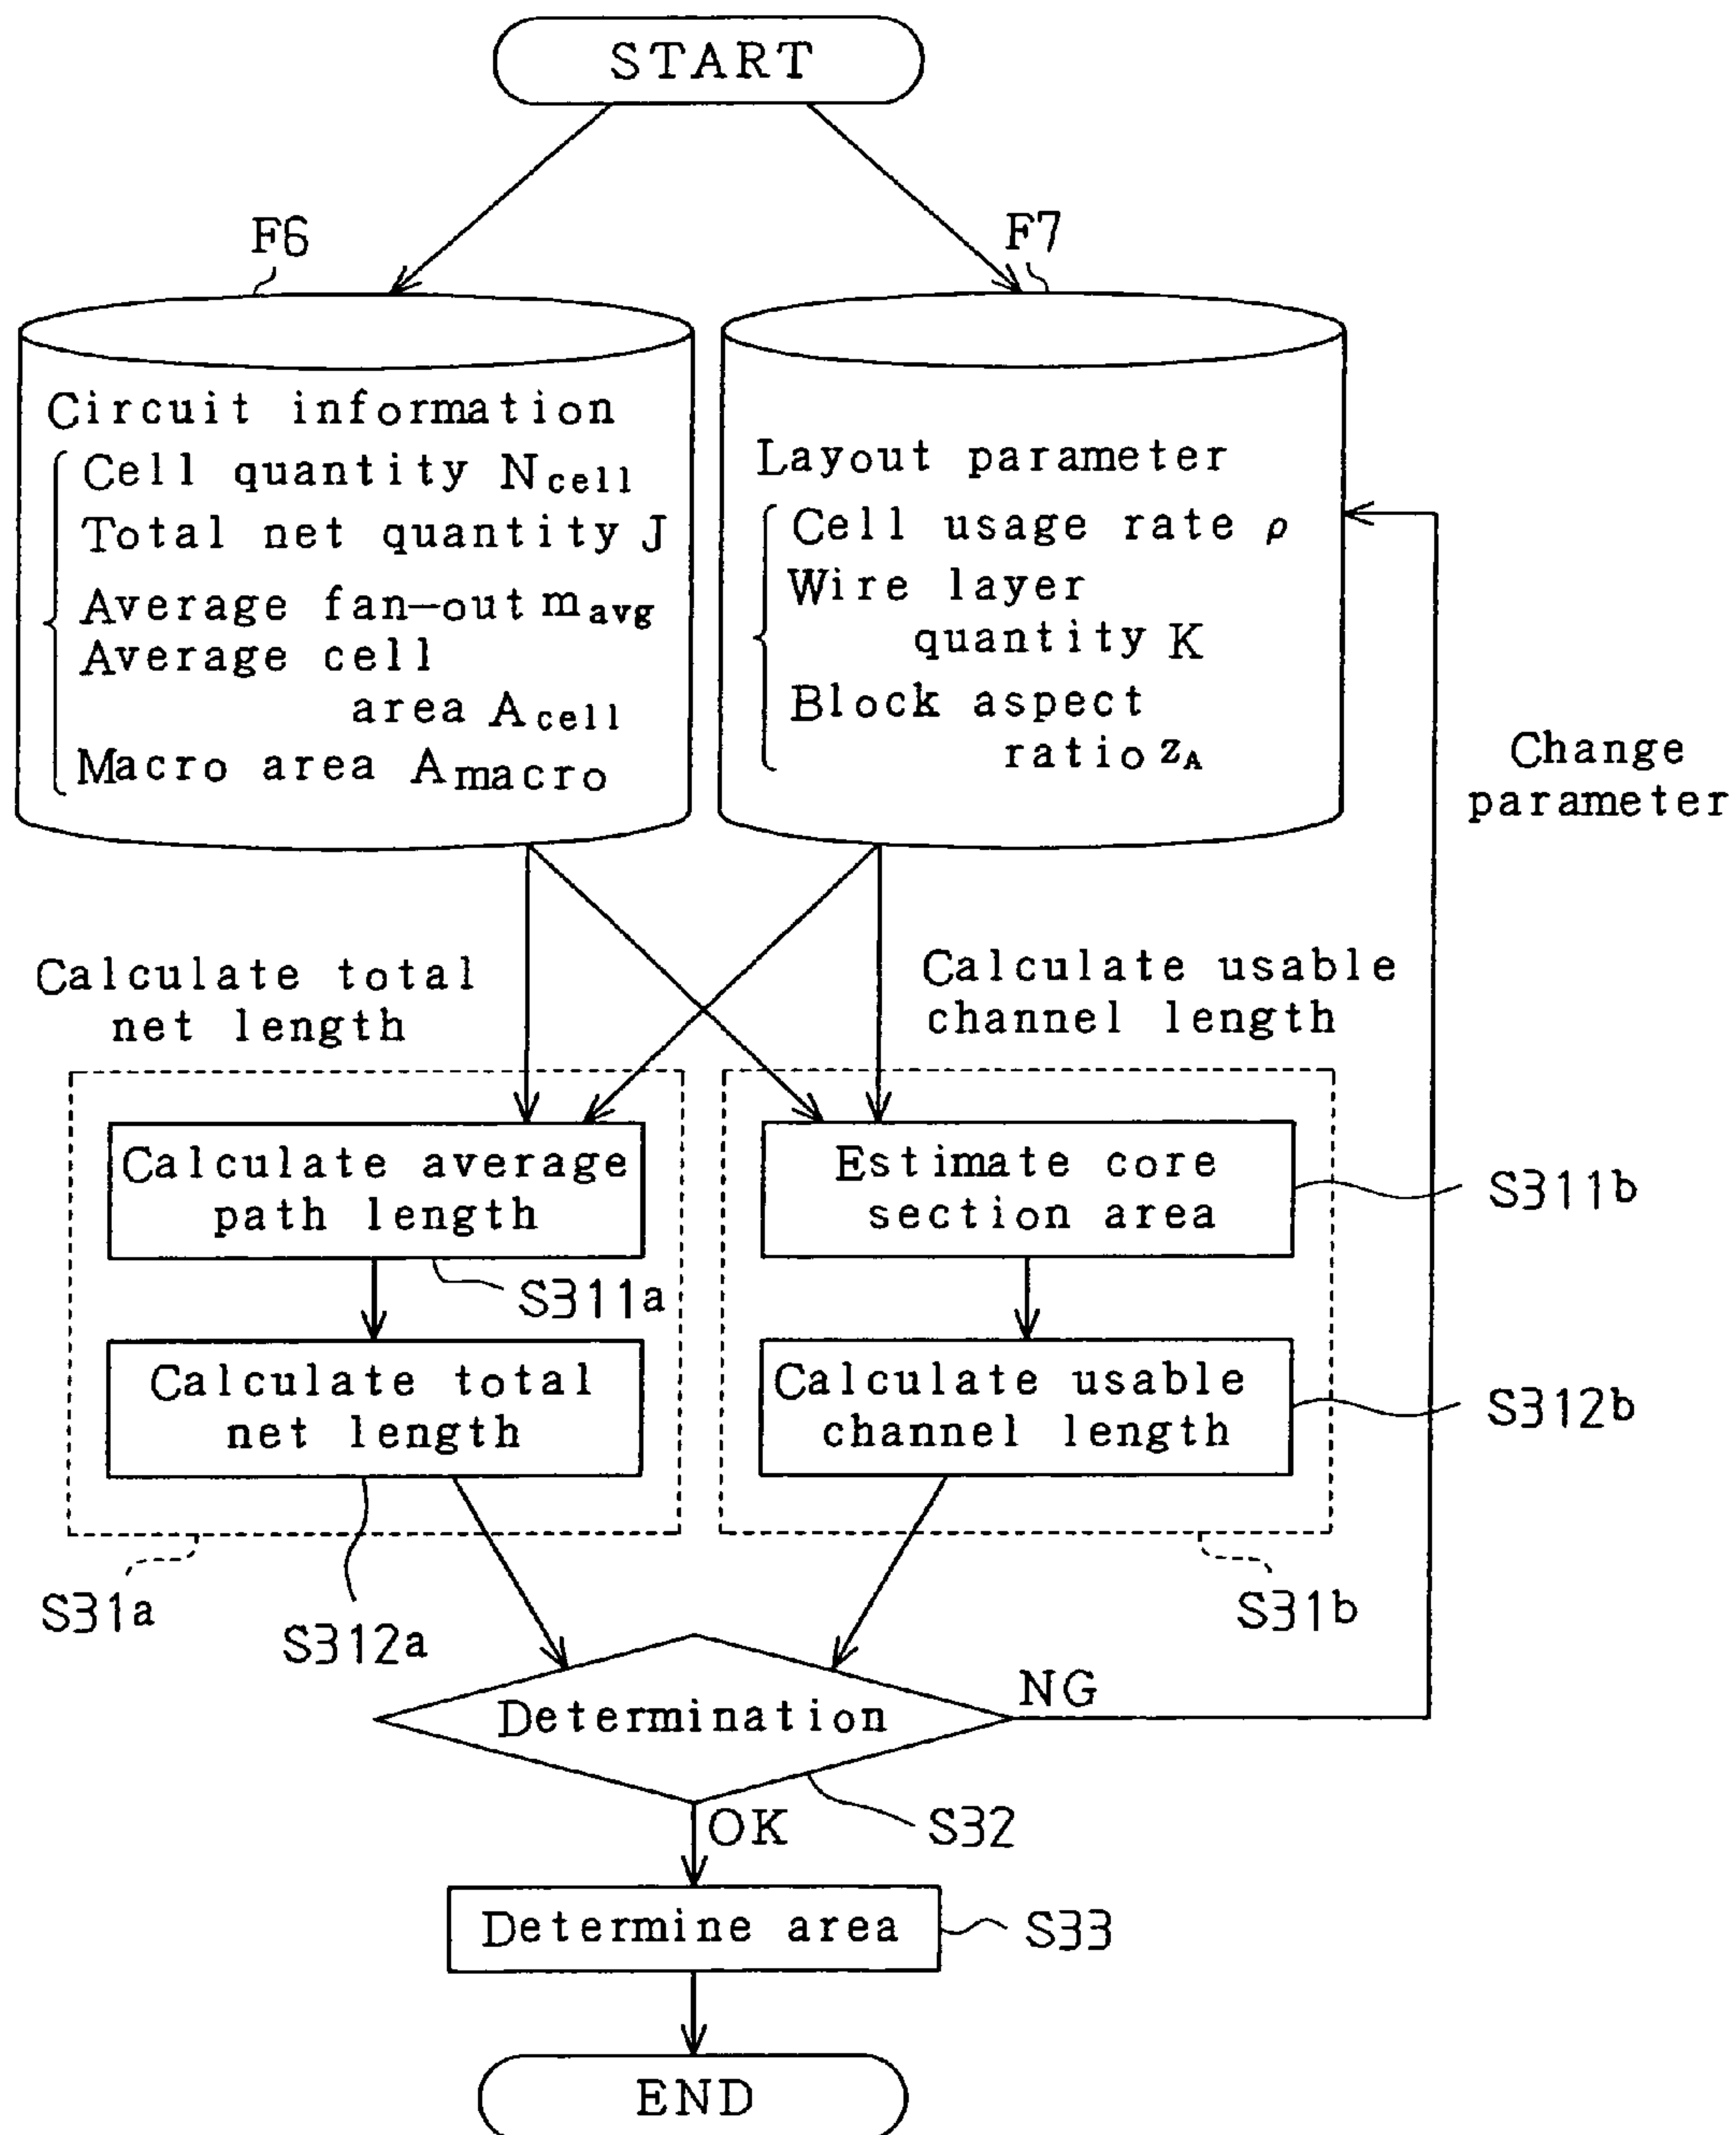 START
F6
F7
Circuit information
Cell quantity Ncell
Total net quantity J
Average fan-out mavg
Average cell
area Acell
Macro area Amacro
Layout parameter
Cell usage rate ρ
Wire layer
quantity K
Block aspect
ratio zA
Change
parameter
Calculate total
net length
Calculate usable
channel length
Calculate average
path length
S311a
Estimate core
section area
S311b
Calculate total
net length
Calculate usable
channel length
S312b
S31a
S312a
S31b
Determination
NG
OK
S32
Determine area
S33
END